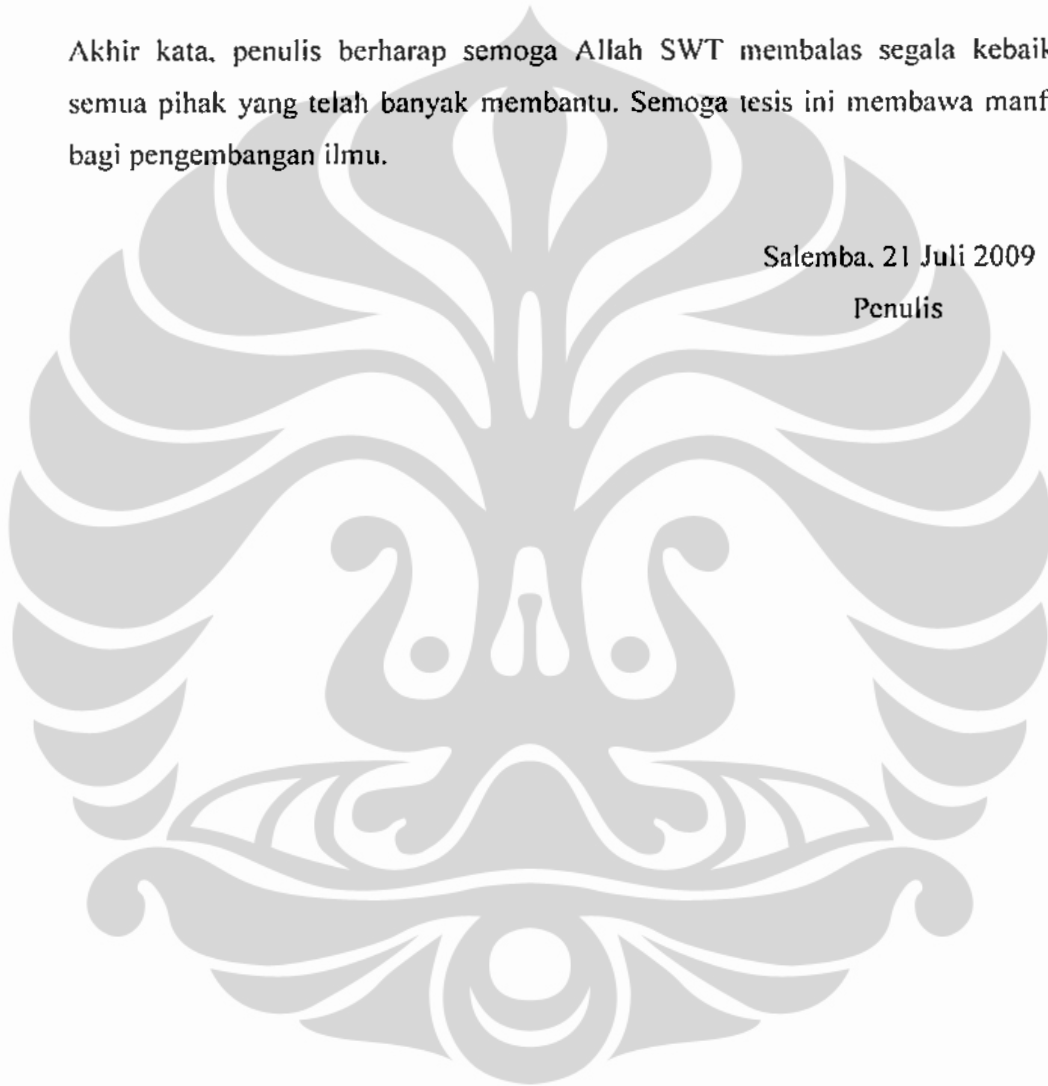 Akhir kata, penulis berharap semoga Allah SWT membalas segala kebaik
semua pihak yang telah banyak membantu. Semoga tesis ini membawa manf
bagi pengembangan ilmu.
Salemba, 21 Juli 2009
Penulis